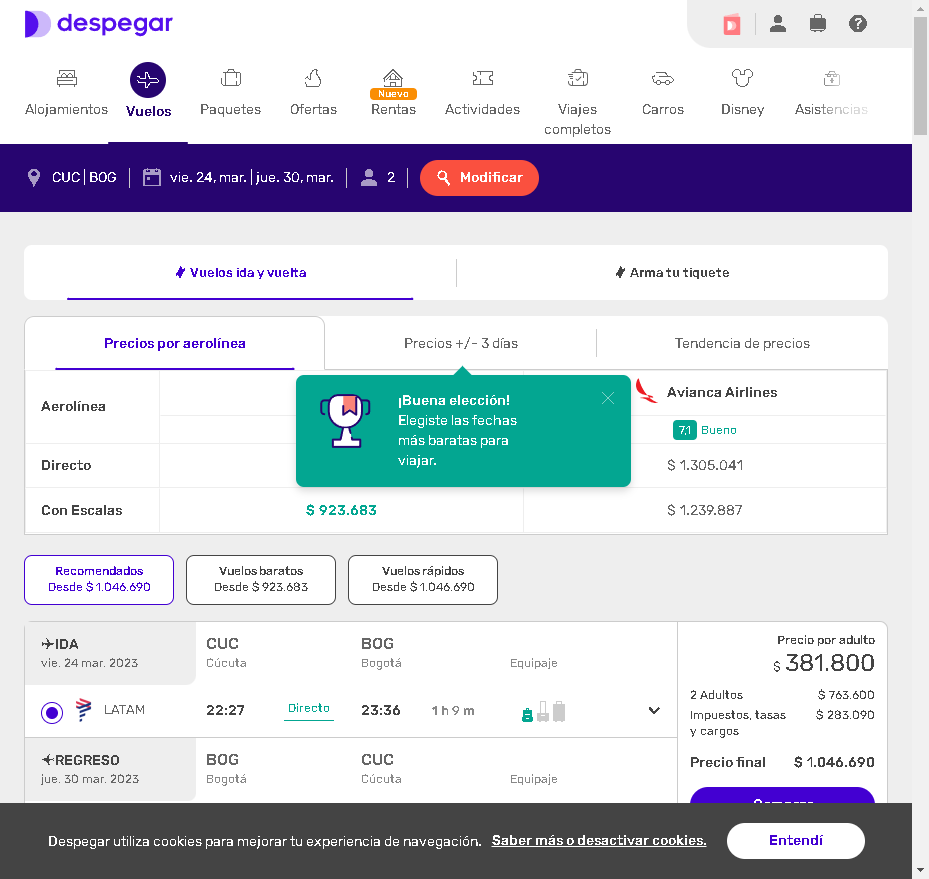 despegar
Alojamientos
Vuelos
Paquetes
Ofertas
Nuevo
Rentas
Actividades
Viajes
completos
Carros
Disney
Asistencias
CUC | BOG
vie. 24, mar. | jue. 30, mar.
2
Modificar
Vuelos ida y vuelta
Arma tu tiquete
Precios por aerolínea
Precios +/- 3 días
Tendencia de precios
¡Buena elección!
Elegiste las fechas
más baratas para
viajar.
Aerolínea
Avianca Airlines
7,1 Bueno
Directo
$ 1.305.041
Con Escalas
$ 923.683
$ 1.239.887
Recomendados
Desde $ 1.046.690
Vuelos baratos
Desde $ 923.683
Vuelos rápidos
Desde $ 1.046.690
IDA
vie. 24 mar. 2023
CUC
Cúcuta
BOG
Bogotá
Equipaje
LATAM
22:27
Directo
23:36
1 h 9 m
REGRESO
jue. 30 mar. 2023
BOG
Bogotá
CUC
Cúcuta
Equipaje
Precio por adulto
$ 381.800
2 Adultos $ 763.600
Impuestos, tasas $ 283.090
y cargos
Precio final $ 1.046.690
Despegar utiliza cookies para mejorar tu experiencia de navegación. Saber más o desactivar cookies.
Entendí